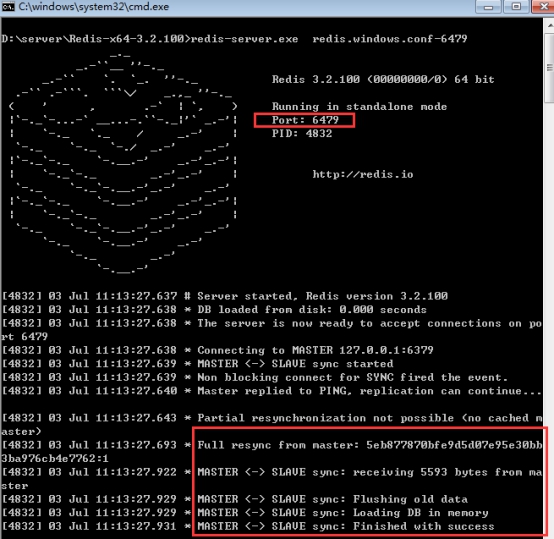 C:\windows\system32\cmd.exe
D:\server\Redis-x64-3.2.100>redis-server.exe  redis.windows.conf-6479
Redis 3.2.100 (00000000/0) 64 bit
Running in standalone mode
Port: 6479
PID: 4832
http://redis.io
[4832] 03 Jul 11:13:27.637 # Server started, Redis version 3.2.100
[4832] 03 Jul 11:13:27.638 * DB loaded from disk: 0.000 seconds
[4832] 03 Jul 11:13:27.638 * The server is now ready to accept connections on po
rt 6479
[4832] 03 Jul 11:13:27.638 * Connecting to MASTER 127.0.0.1:6379
[4832] 03 Jul 11:13:27.639 * MASTER <-> SLAVE sync started
[4832] 03 Jul 11:13:27.639 * Non blocking connect for SYNC fired the event.
[4832] 03 Jul 11:13:27.640 * Master replied to PING, replication can continue...
[4832] 03 Jul 11:13:27.643 * Partial resynchronization not possible (no cached m
aster)
[4832] 03 Jul 11:13:27.693 * Full resync from master: 5eb877870bfe9d5d07e95e30bb
3ba976cb4e7762:1
[4832] 03 Jul 11:13:27.922 * MASTER <-> SLAVE sync: receiving 5593 bytes from ma
ster
[4832] 03 Jul 11:13:27.929 * MASTER <-> SLAVE sync: Flushing old data
[4832] 03 Jul 11:13:27.929 * MASTER <-> SLAVE sync: Loading DB in memory
[4832] 03 Jul 11:13:27.931 * MASTER <-> SLAVE sync: Finished with success